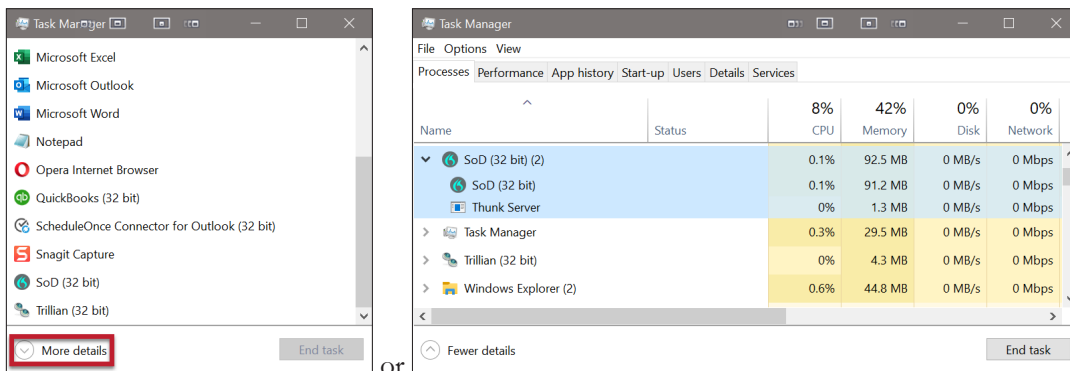 Task Manager
Microsoft Excel
Microsoft Outlook
Microsoft Word
Notepad
Opera Internet Browser
QuickBooks (32 bit)
ScheduleOnce Connector for Outlook (32 bit)
Snagit Capture
SoD (32 bit)
Trillian (32 bit)
More details End task
or
Task Manager
File Options View
Processes Performance App history Start-up Users Details Services
8% 42% 0% 0%
Name Status CPU Memory Disk Network
SoD (32 bit) (2) 0.1% 92.5 MB 0 MB/s 0 Mbps
SoD (32 bit) 0.1% 91.2 MB 0 MB/s 0 Mbps
Thunk Server 0% 1.3 MB 0 MB/s 0 Mbps
Task Manager 0.3% 29.5 MB 0 MB/s 0 Mbps
Trillian (32 bit) 0% 4.3 MB 0 MB/s 0 Mbps
Windows Explorer (2) 0.6% 44.8 MB 0 MB/s 0 Mbps
Fewer details End task